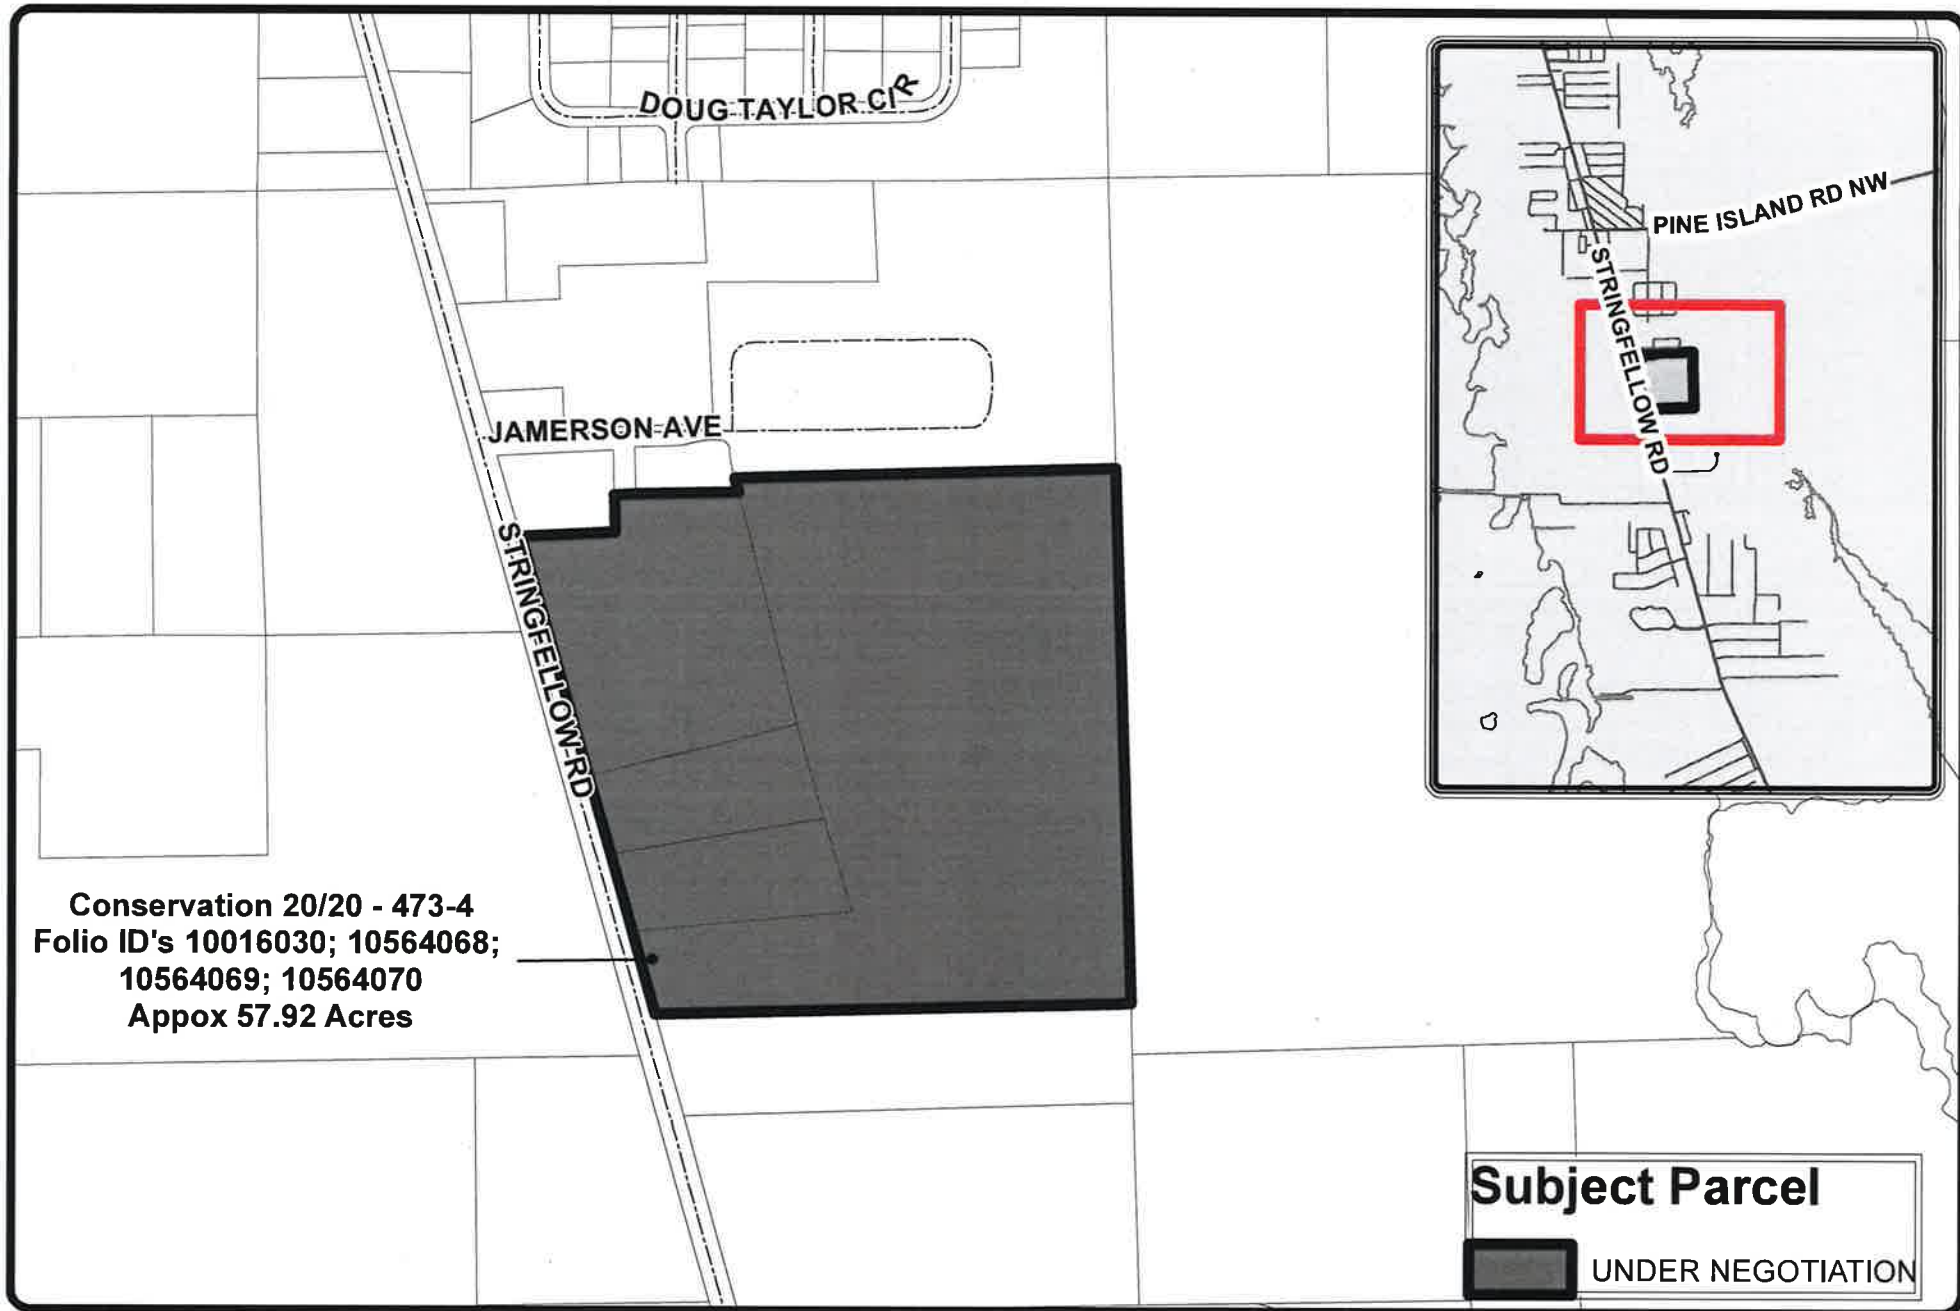 DOUG TAYLOR CIR
PINE ISLAND RD NW
STRINGFELLOW RD
JAMERSON AVE
STRINGFELLOW RD
Conservation 20/20 - 473-4
Folio ID's 10016030; 10564068;
10564069; 10564070
Appox 57.92 Acres
Subject Parcel
UNDER NEGOTIATION